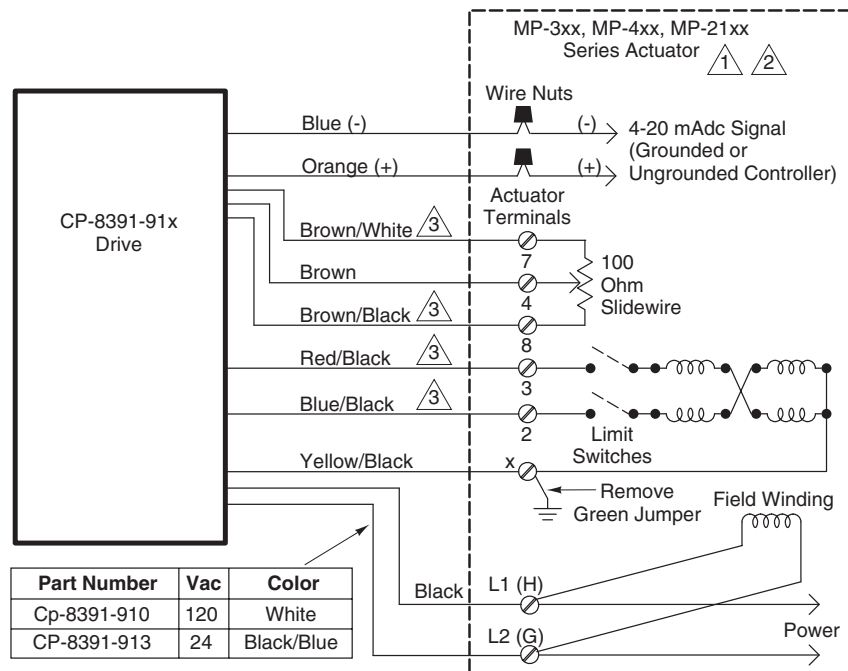 MP-3xx, MP-4xx, MP-21xx
Series Actuator
1
2
Wire Nuts
Blue (-)
(-)
4-20 mAdc Signal
(Grounded or
Ungrounded Controller)
Orange (+)
(+)
CP-8391-91x
Drive
Actuator
Terminals
Brown/White
3
7
100
Ohm
Slidewire
Brown
4
Brown/Black
3
8
Red/Black
3
3
Blue/Black
3
2
Limit
Switches
Yellow/Black
x
Remove
Green Jumper
Field Winding
Part Number Vac Color
Cp-8391-910 120 White
CP-8391-913 24 Black/Blue
Black
L1 (H)
L2 (G)
Power